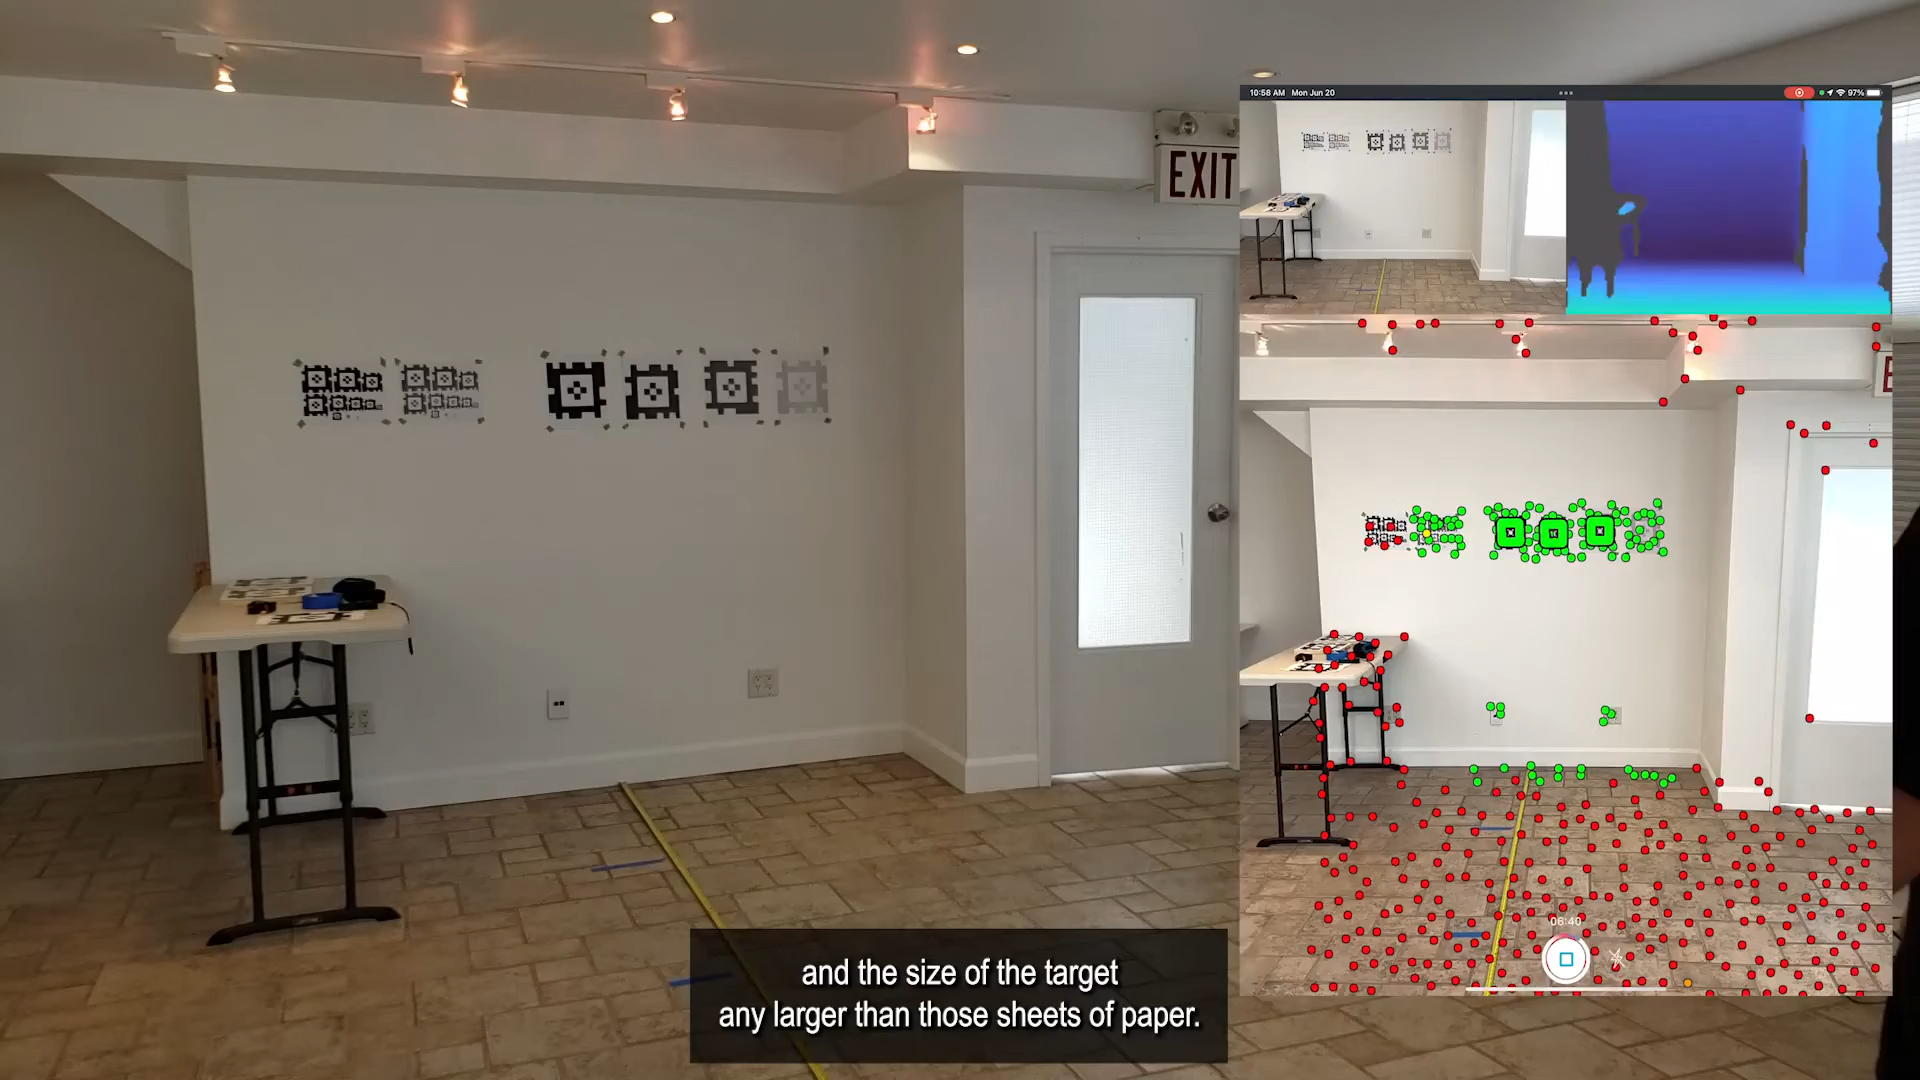 EXIT
10:58 AM Mon Jun 20
97%
06:40
and the size of the target
any larger than those sheets of paper.